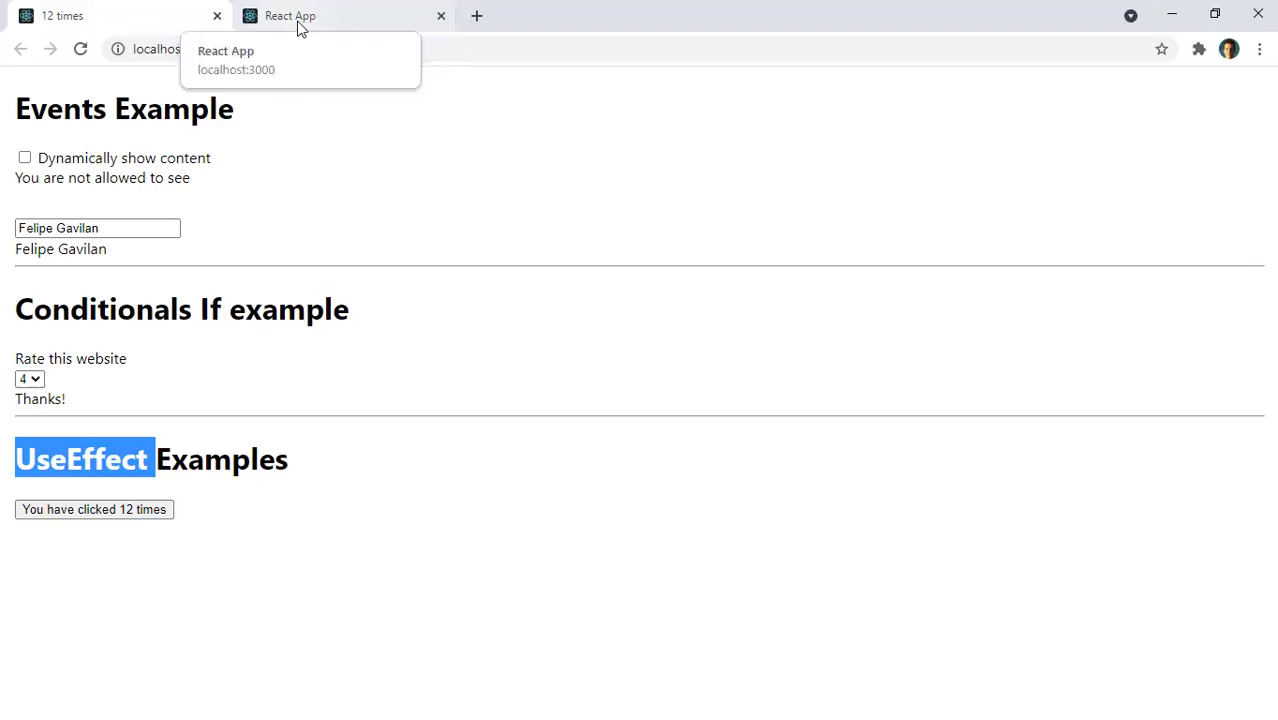 12 times
React App
localhos
React App
localhost:3000
Events Example
Dynamically show content
You are not allowed to see
Felipe Gavilan
Felipe Gavilan
Conditionals If example
Rate this website
4
Thanks!
UseEffect Examples
You have clicked 12 times